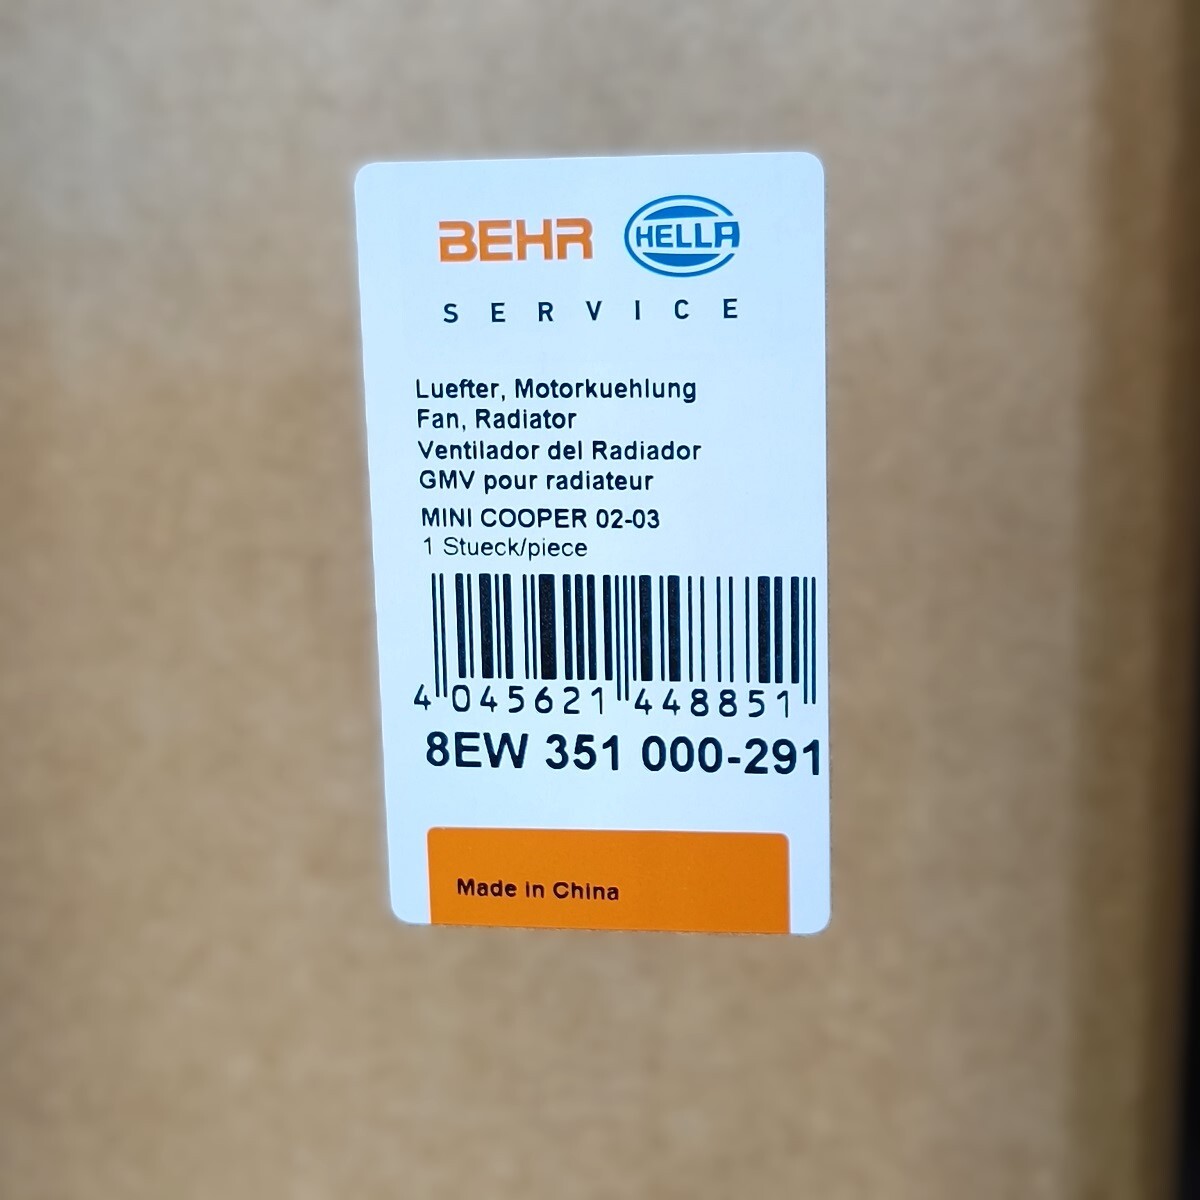 BEHR HELLA
SERVICE
Luefter, Motorkuehlung
Fan, Radiator
Ventilador del Radiador
GMV pour radiateur
MINI COOPER 02-03
1 Stueck/piece
4 045621 448851
8EW 351 000-291
Made in China